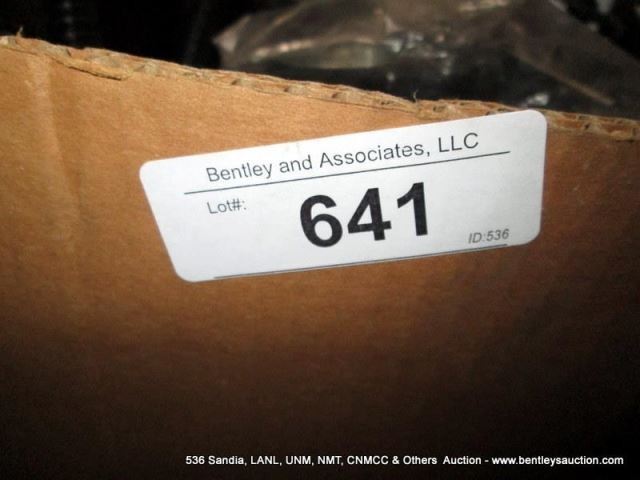 Bentley and Associates, LLC
Lot#:
641
ID:536
536 Sandia, LANL, UNM, NMT, CNMCC & Others Auction - www.bentleysauction.com